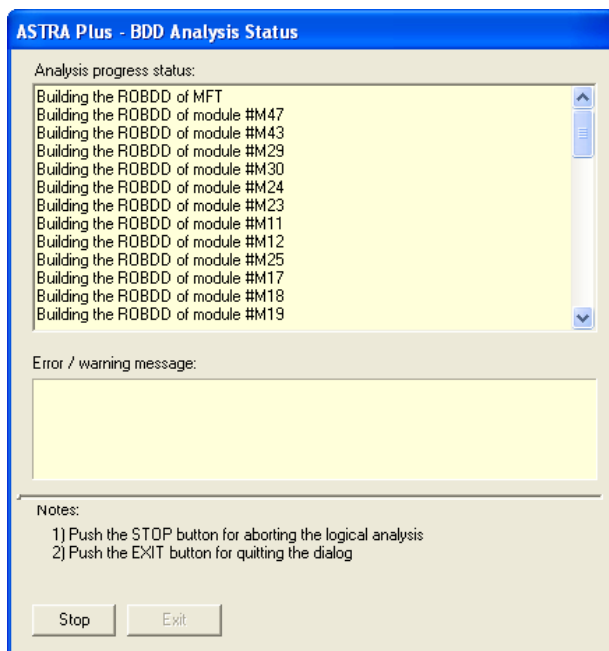 ASTRA Plus - BDD Analysis Status
Analysis progress status:
Building the ROBDD of MFT
Building the ROBDD of module #M47
Building the ROBDD of module #M43
Building the ROBDD of module #M29
Building the ROBDD of module #M30
Building the ROBDD of module #M24
Building the ROBDD of module #M23
Building the ROBDD of module #M11
Building the ROBDD of module #M12
Building the ROBDD of module #M25
Building the ROBDD of module #M17
Building the ROBDD of module #M18
Building the ROBDD of module #M19
Error / warning message:
Notes:
1) Push the STOP button for aborting the logical analysis
2) Push the EXIT button for quitting the dialog
Stop Exit